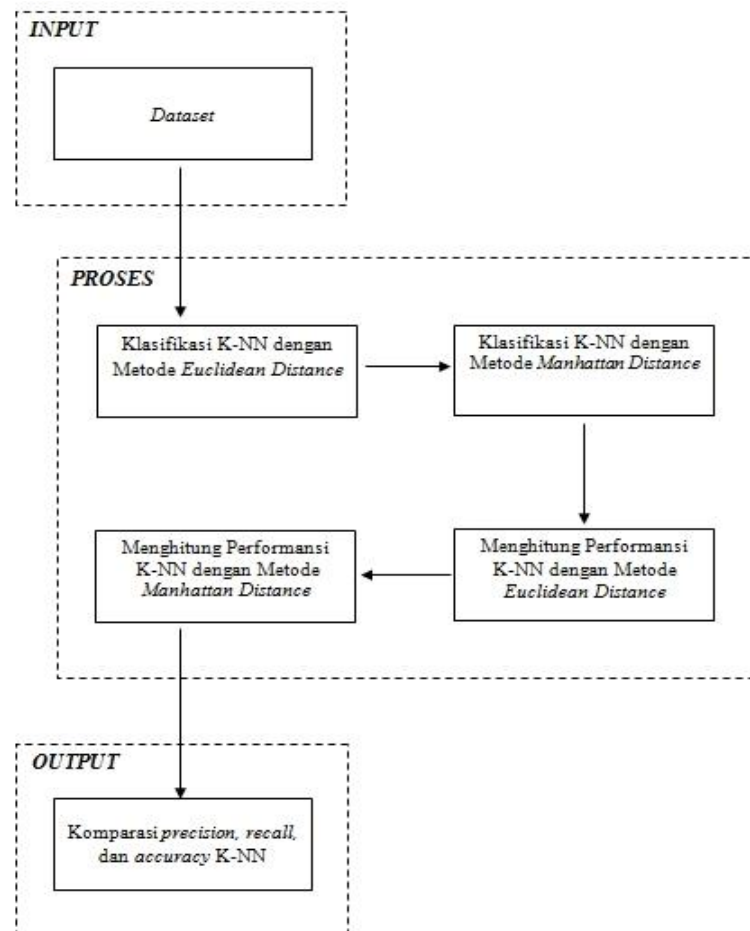 INPUT
Dataset
PROSES
Klasifikasi K-NN dengan
Metode Euclidean Distance
Klasifikasi K-NN dengan
Metode Manhattan Distance
Menghitung Performansi
K-NN dengan Metode
Euclidean Distance
Menghitung Performansi
K-NN dengan Metode
Manhattan Distance
OUTPUT
Komparasi precision, recall,
dan accuracy K-NN